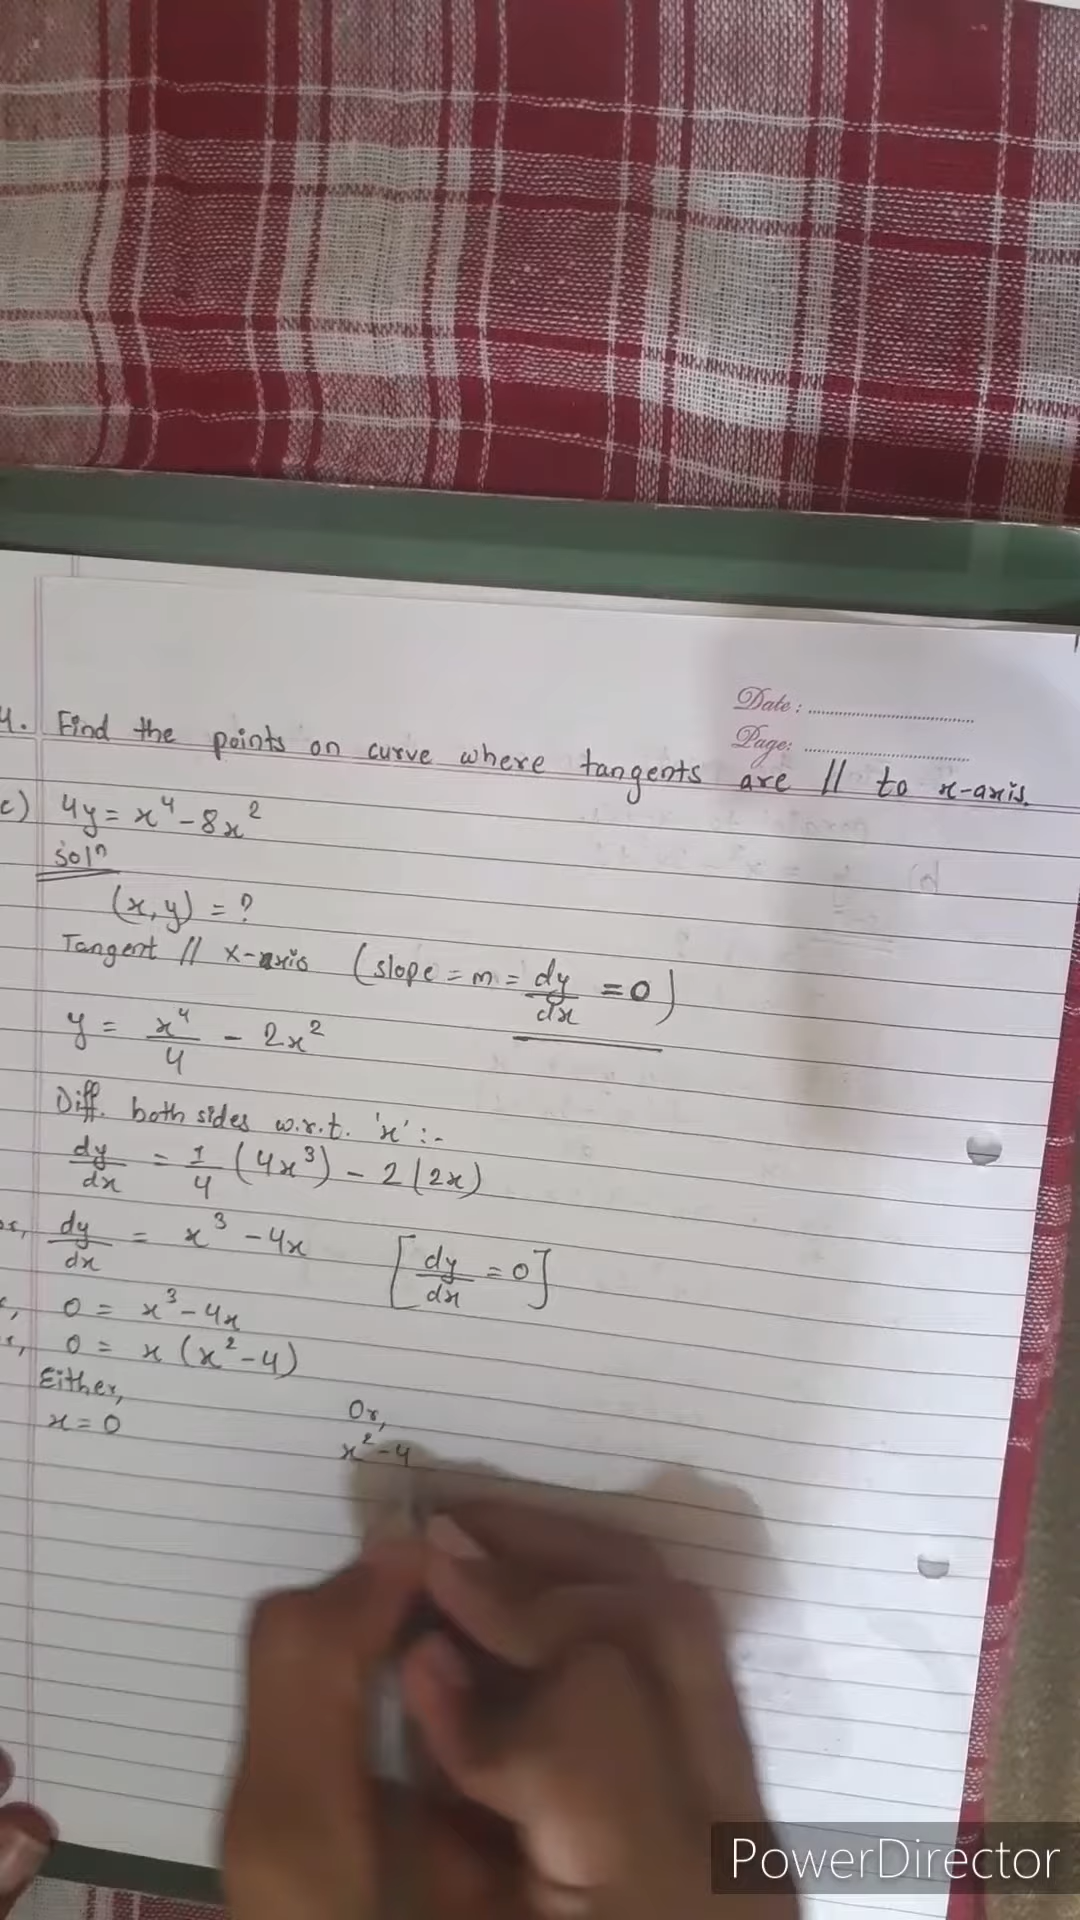 Date : ....................
Page: ....................
4. Find the points on curve where tangents are // to x-axis.
c) 4y = x⁴ - 8x²
Solⁿ
(x, y) = ?
Tangent // X-axis (slope = m = dy/dx = 0)
y = x⁴/4 - 2x²
Diff. both sides w.r.t. 'x' :-
dy/dx = 1/4 (4x³) - 2(2x)
dy/dx = x³ - 4x [dy/dx = 0]
0 = x³ - 4x
0 = x (x² - 4)
Either,
x = 0
Or,
x² - 4
PowerDirector